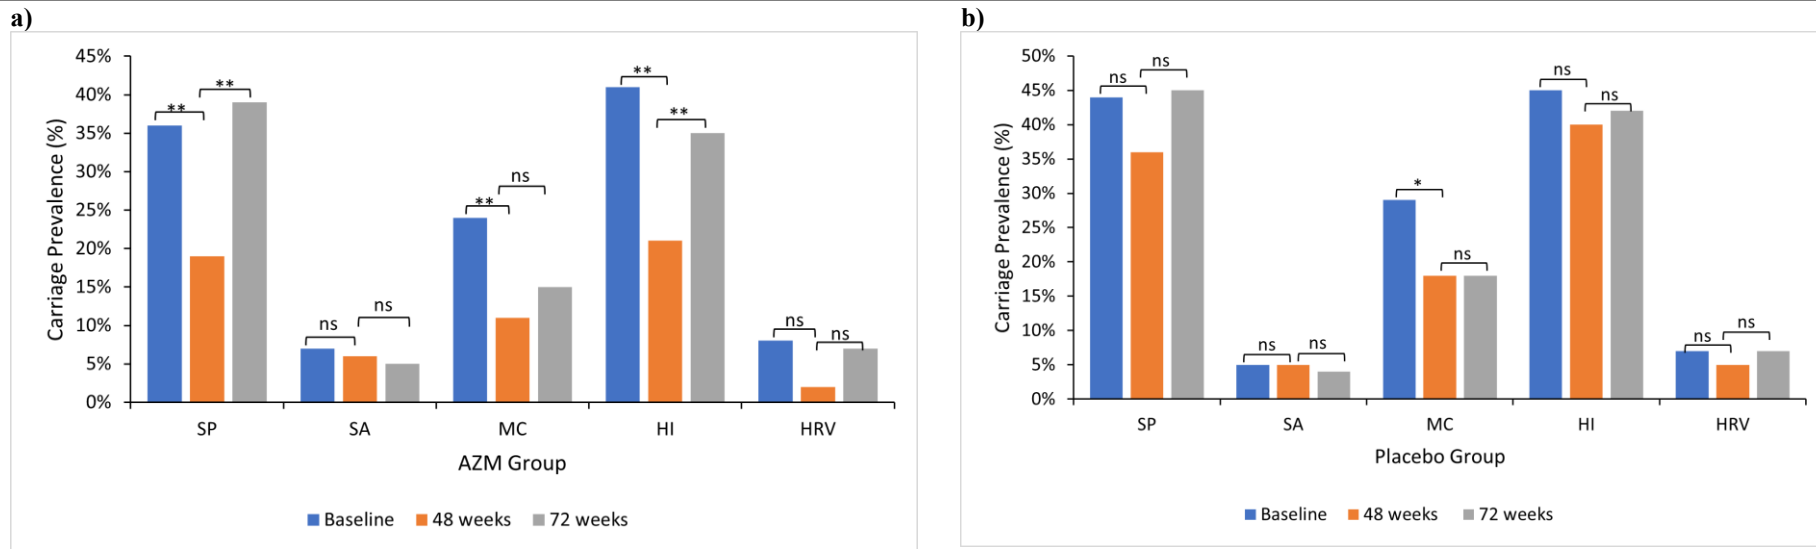 a)
45%
40%
35%
30%
25%
20%
15%
10%
5%
0%
Carriage Prevalence (%)
** **
** ns
** **
ns ns
ns ns
SP SA MC HI HRV
AZM Group
Baseline 48 weeks 72 weeks
b)
50%
45%
40%
35%
30%
25%
20%
15%
10%
5%
0%
Carriage Prevalence (%)
ns ns
ns ns
* ns
ns ns
ns ns
SP SA MC HI HRV
Placebo Group
Baseline 48 weeks 72 weeks